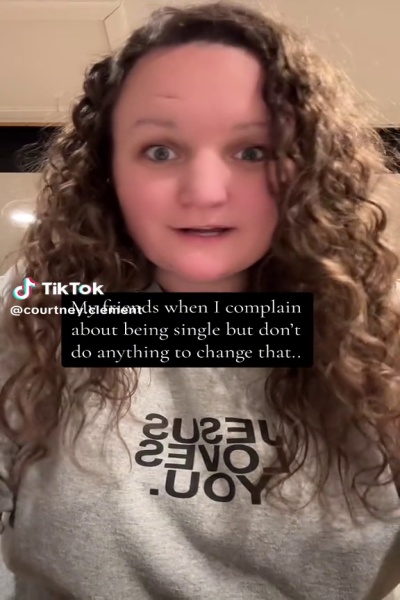 TikTok
@courtney.clement
My friends when I complain
about being single but don't
do anything to change that..
JESUS
LOVES
YOU.